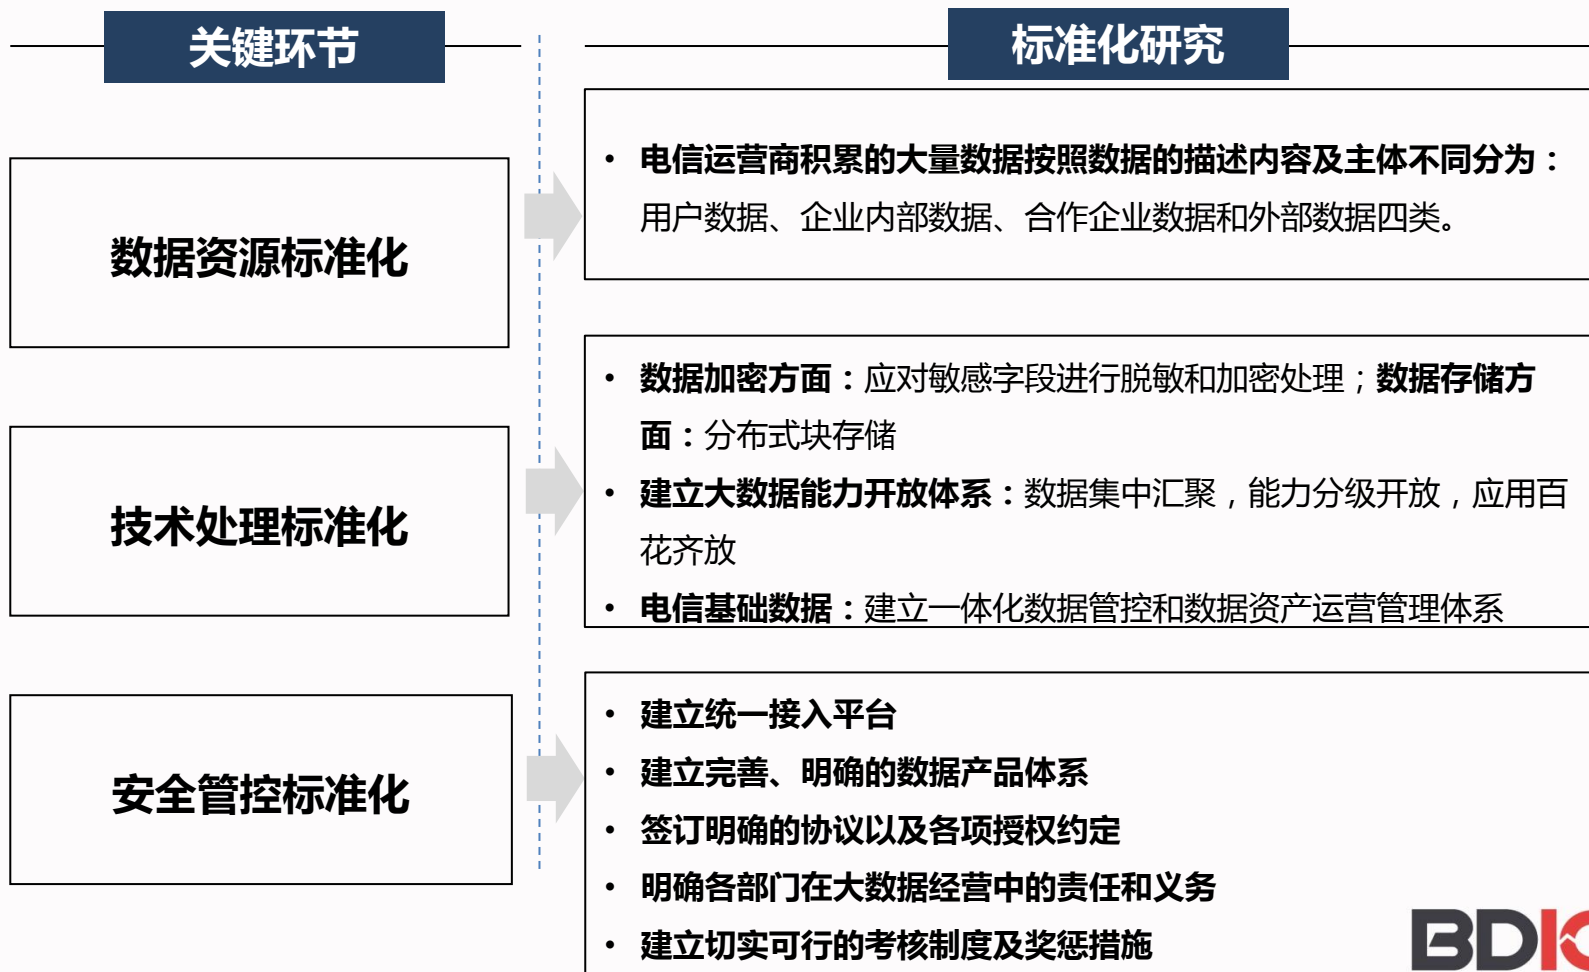 关键环节
标准化研究
数据资源标准化
• 电信运营商积累的大量数据按照数据的描述内容及主体不同分为：
用户数据、企业内部数据、合作企业数据和外部数据四类。
技术处理标准化
• 数据加密方面：应对敏感字段进行脱敏和加密处理；数据存储方
面：分布式块存储
• 建立大数据能力开放体系：数据集中汇聚，能力分级开放，应用百
花齐放
• 电信基础数据：建立一体化数据管控和数据资产运营管理体系
安全管控标准化
• 建立统一接入平台
• 建立完善、明确的数据产品体系
• 签订明确的协议以及各项授权约定
• 明确各部门在大数据经营中的责任和义务
• 建立切实可行的考核制度及奖惩措施